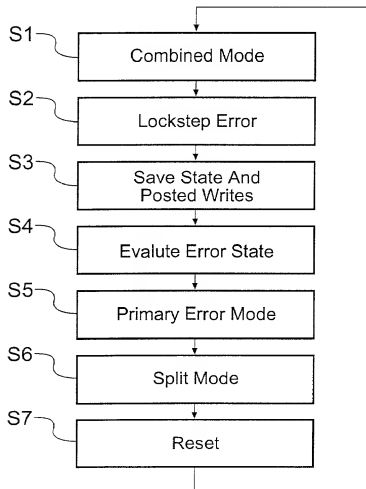 S1
Combined Mode
S2
Lockstep Error
S3
Save State And
Posted Writes
S4
Evalute Error State
S5
Primary Error Mode
S6
Split Mode
S7
Reset